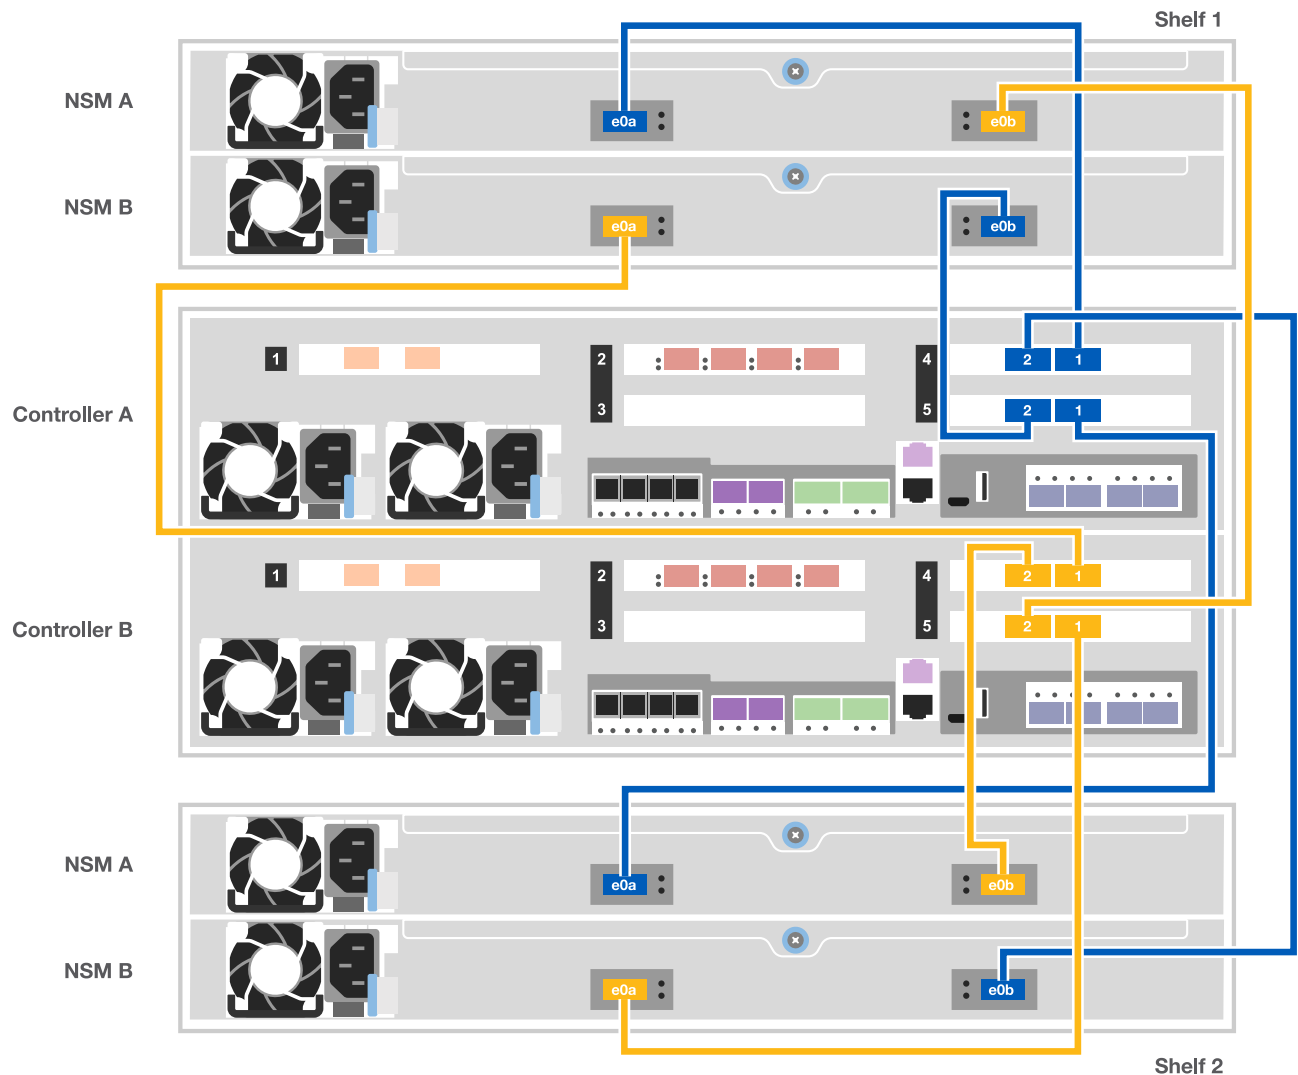 Shelf 1
NSM A
e0a
e0b
NSM B
e0a
e0b
1
2
4
2 1
Controller A
3
5
2 1
1
2
4
2 1
Controller B
3
5
2 1
NSM A
e0a
e0b
NSM B
e0a
e0b
Shelf 2